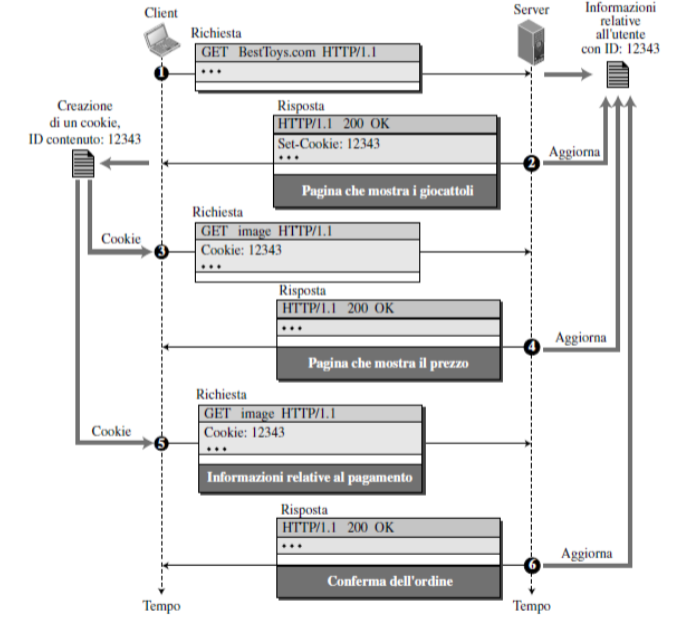 Client
Server
Informazioni
relative
all'utente
con ID: 12343
Richiesta
GET BestToys.com HTTP/1.1
•••
1
Creazione
di un cookie,
ID contenuto: 12343
Risposta
HTTP/1.1 200 OK
Set-Cookie: 12343
•••
Pagina che mostra i giocattoli
2
Aggiorna
Richiesta
GET image HTTP/1.1
Cookie: 12343
•••
Cookie
3
Risposta
HTTP/1.1 200 OK
•••
Pagina che mostra il prezzo
4
Aggiorna
Richiesta
GET image HTTP/1.1
Cookie: 12343
•••
Informazioni relative al pagamento
Cookie
5
Risposta
HTTP/1.1 200 OK
•••
Conferma dell'ordine
6
Aggiorna
Tempo
Tempo